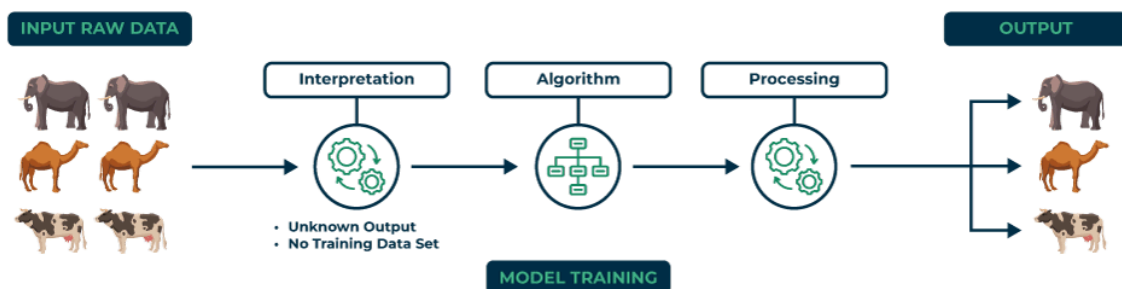 INPUT RAW DATA
OUTPUT
Interpretation
Algorithm
Processing
• Unknown Output
• No Training Data Set
MODEL TRAINING